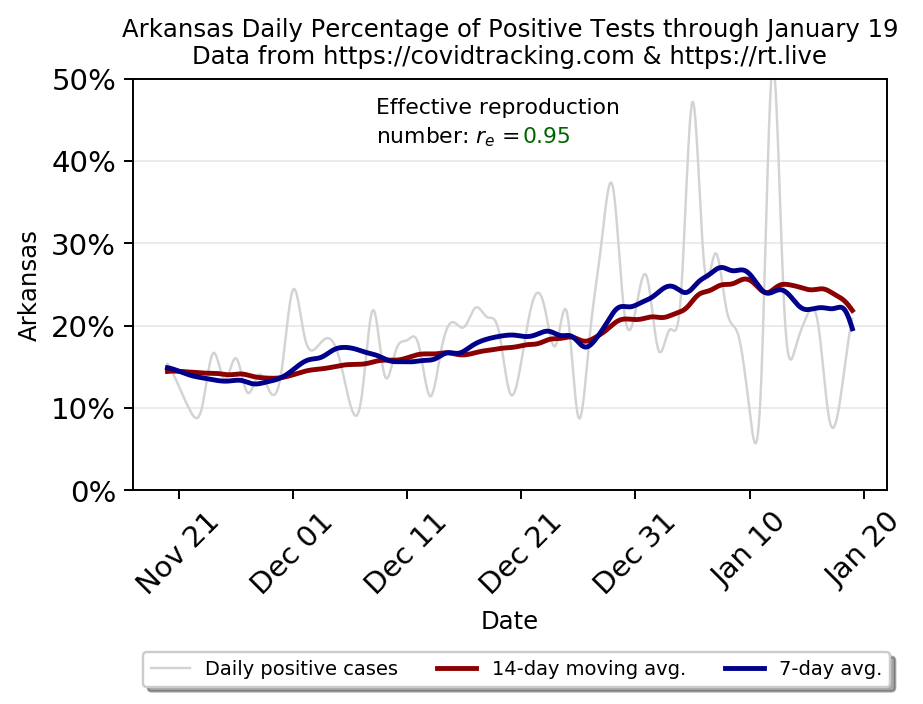 Arkansas Daily Percentage of Positive Tests through January 19
Data from https://covidtracking.com & https://rt.live
Effective reproduction
number: rₑ =0.95
50%
40%
30%
20%
10%
0%
Arkansas
Nov 21
Dec 01
Dec 11
Dec 21
Dec 31
Jan 10
Jan 20
Date
Daily positive cases
14-day moving avg.
7-day avg.